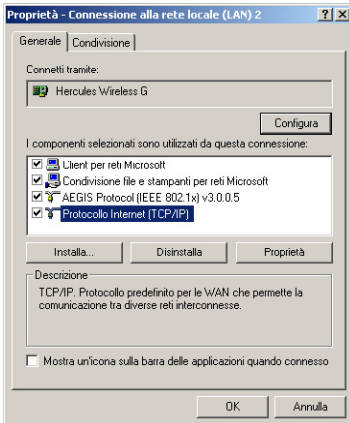 Proprietà - Connessione alla rete locale (LAN) 2
Generale
Condivisione
Connetti tramite:
Hercules Wireless G
Configura
I componenti selezionati sono utilizzati da questa connessione:
Client per reti Microsoft
Condivisione file e stampanti per reti Microsoft
AEGIS Protocol (IEEE 802.1x) v3.0.0.5
Protocollo Internet (TCP/IP)
Installa...
Disinstalla
Proprietà
Descrizione
TCP/IP. Protocollo predefinito per le WAN che permette la
comunicazione tra diverse reti interconnesse.
Mostra un'icona sulla barra delle applicazioni quando connesso
OK
Annulla